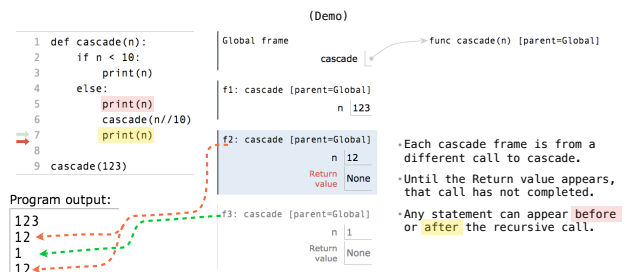 (Demo)
1 def cascade(n):
2     if n < 10:
3         print(n)
4     else:
5         print(n)
6         cascade(n//10)
7         print(n)
8
9 cascade(123)
Program output:
123
12
1
12
Global frame
cascade
func cascade(n) [parent=Global]
f1: cascade [parent=Global]
n 123
f2: cascade [parent=Global]
n 12
Return value None
f3: cascade [parent=Global]
n 1
Return value None
•Each cascade frame is from a
different call to cascade.
•Until the Return value appears,
that call has not completed.
•Any statement can appear before
or after the recursive call.